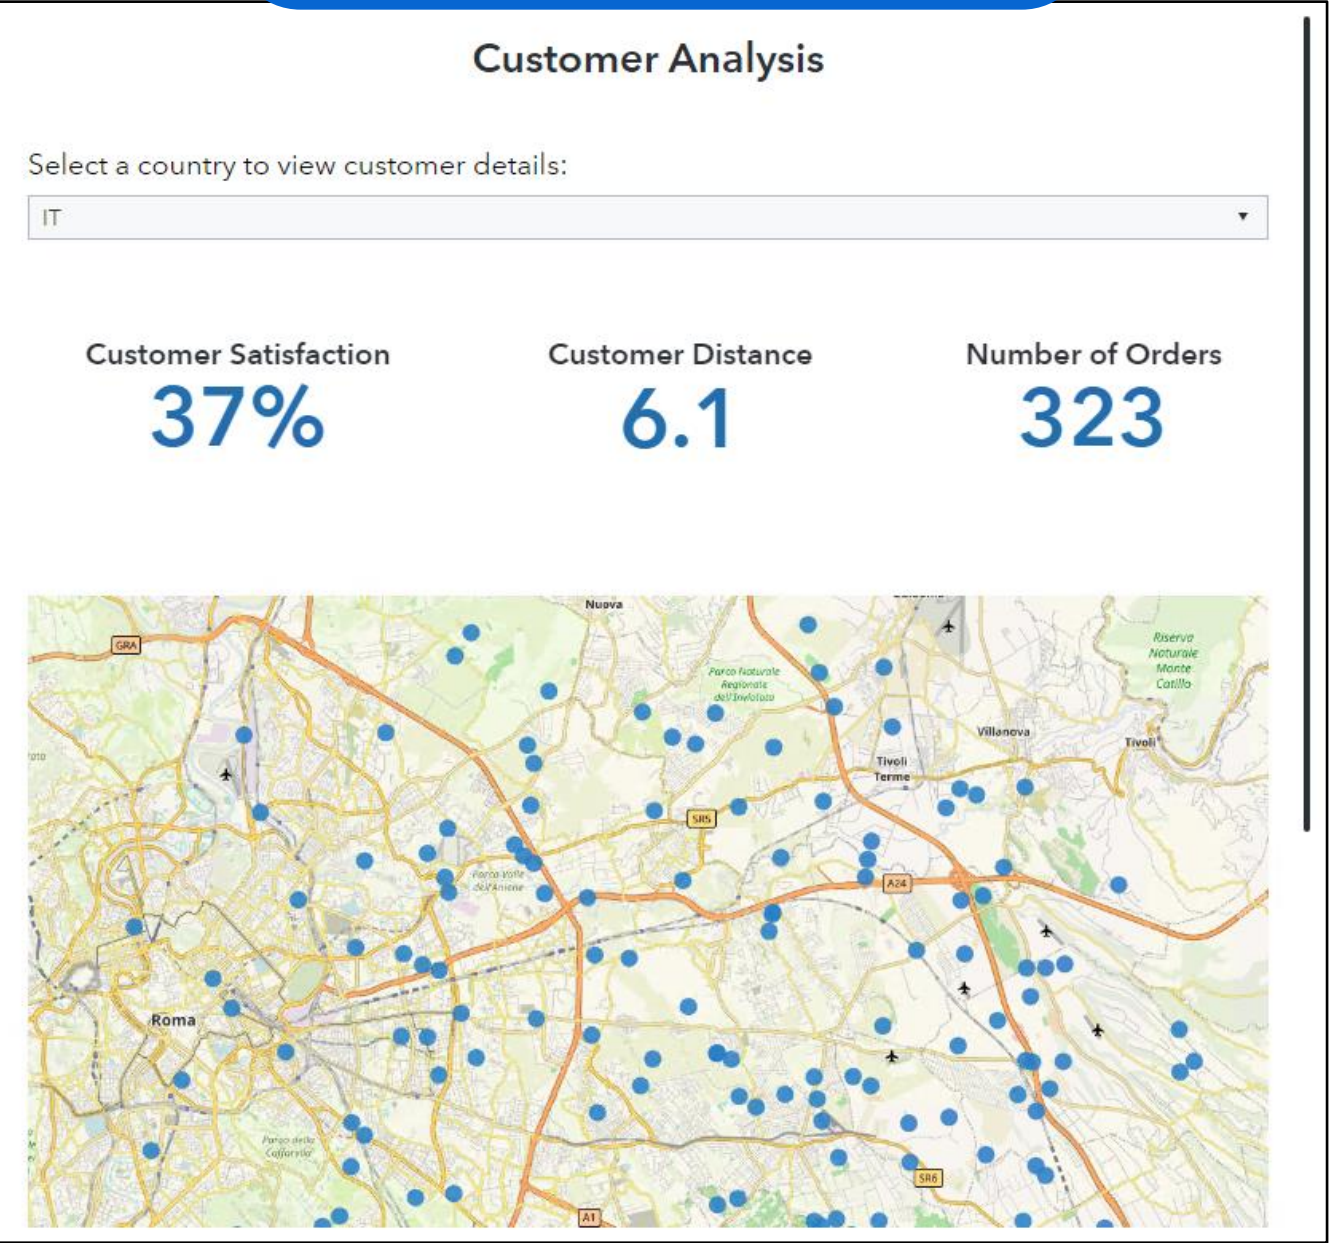 Customer Analysis
Select a country to view customer details:
IT
Customer Satisfaction
Customer Distance
Number of Orders
37%
6.1
323
Nuova
GRA
Riserva
Naturale
Monte
Catillo
Parco Naturale
Regionale
dell'Inviolata
Villanova
Tivoli
Tivoli
Terme
SR5
Parco Valle
dell'Aniene
A24
Roma
Parco della
Caffarella
SR6
A1